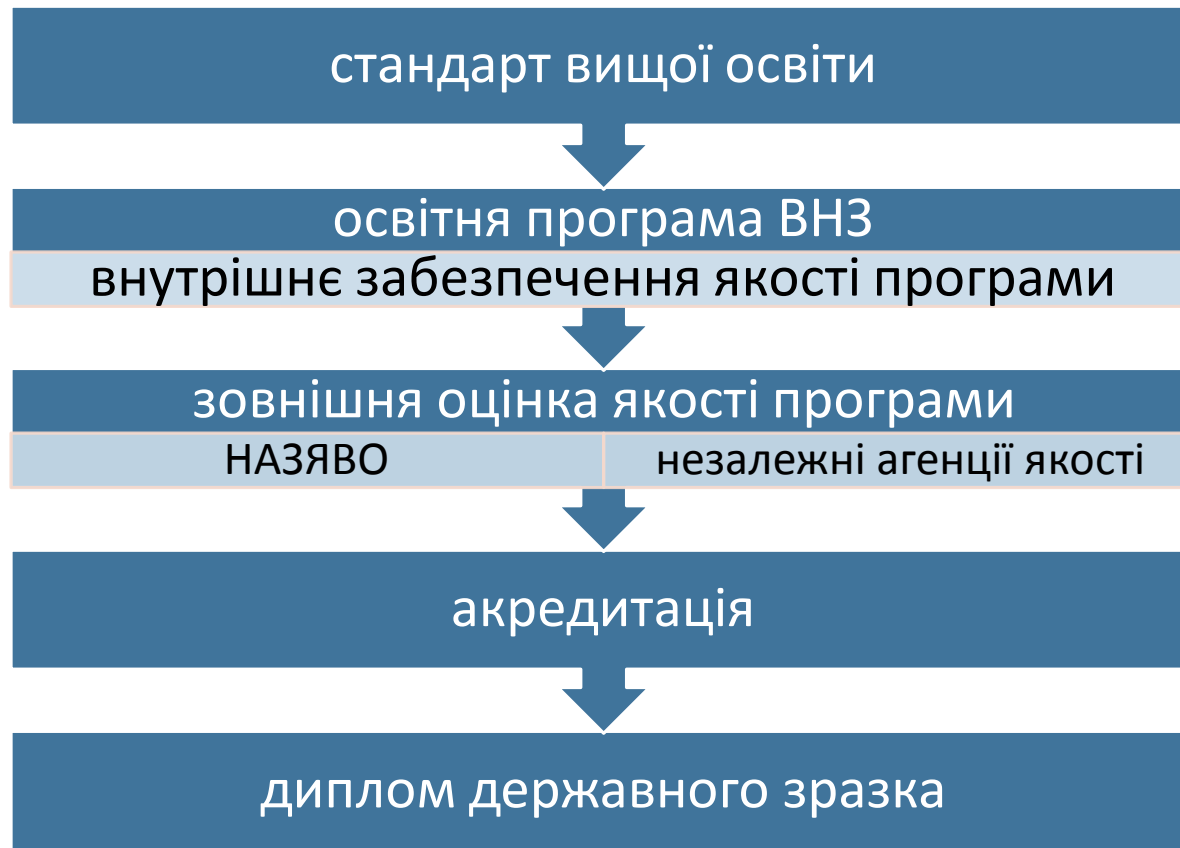 стандарт вищої освіти
освітня програма ВНЗ
внутрішнє забезпечення якості програми
зовнішня оцінка якості програми
НАЗЯВО
незалежні агенції якості
акредитація
диплом державного зразка